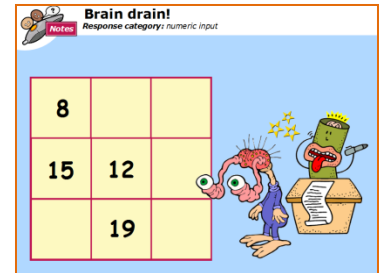 Brain drain!
Notes
Response category: numeric input
8
15 12
19